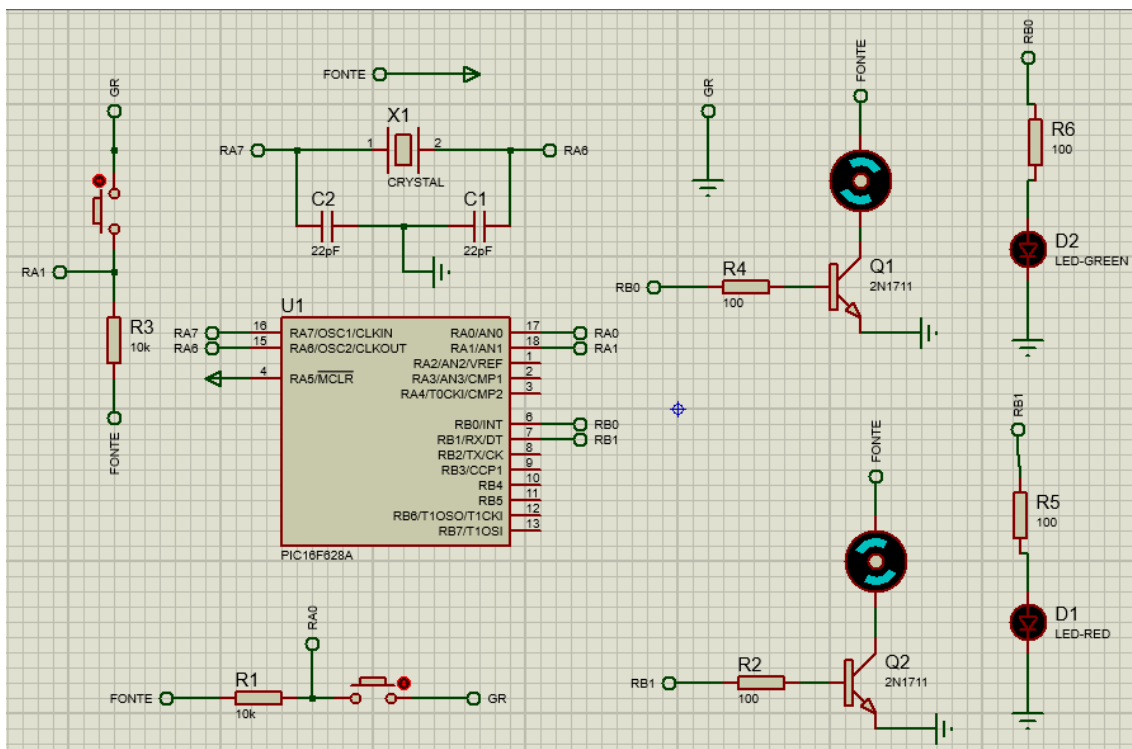 FONTE
GR
X1
RA7
1
2
RA6
CRYSTAL
C2
C1
22pF
22pF
RA1
R3
10k
FONTE
U1
RA7
16
RA7/OSC1/CLKIN
RA0/AN0
17
RA0
RA6
15
RA6/OSC2/CLKOUT
RA1/AN1
18
RA1
RA2/AN2/VREF
1
4
RA5/MCLR
RA3/AN3/CMP1
2
RA4/T0CKI/CMP2
3
RB0/INT
6
RB0
RB1/RX/DT
7
RB1
RB2/TX/CK
8
RB3/CCP1
9
RB4
10
RB5
11
RB6/T1OSO/T1CKI
12
RB7/T1OSI
13
PIC16F628A
RA0
FONTE
R1
10k
GR
GR
FONTE
RB0
R4
100
Q1
2N1711
RB0
R6
100
D2
LED-GREEN
FONTE
RB1
R2
100
Q2
2N1711
RB1
R5
100
D1
LED-RED